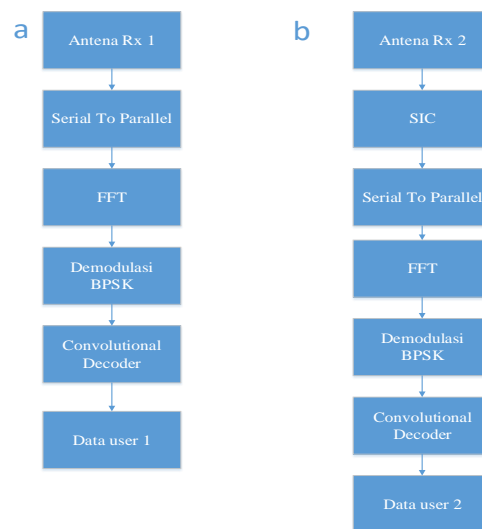 a
Antena Rx 1
Serial To Parallel
FFT
Demodulasi
BPSK
Convolutional
Decoder
Data user 1
b
Antena Rx 2
SIC
Serial To Parallel
FFT
Demodulasi
BPSK
Convolutional
Decoder
Data user 2